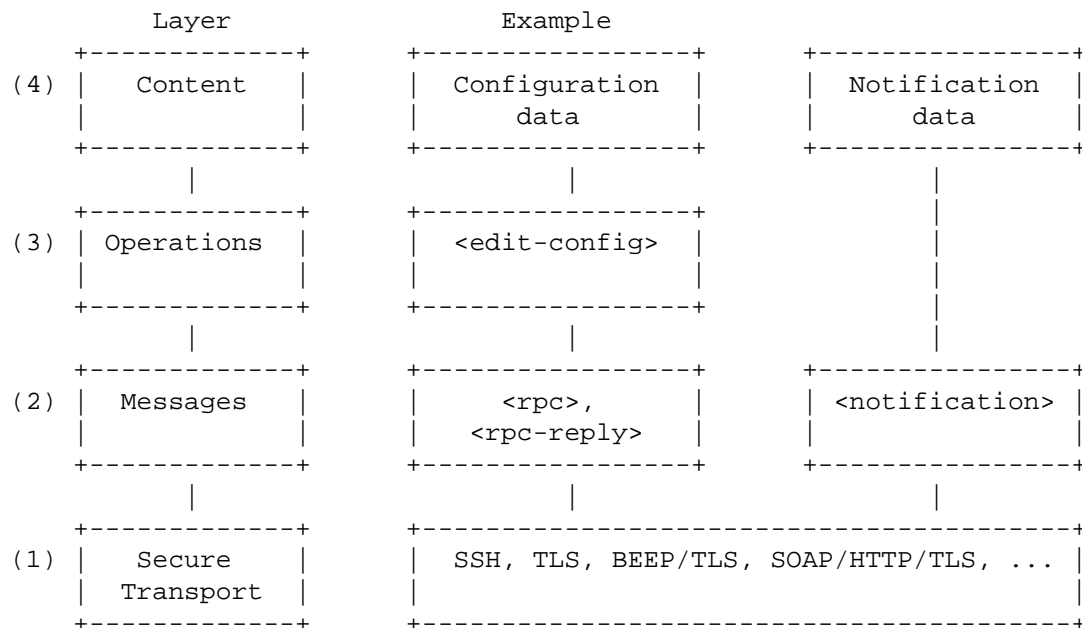 Layer Example
(4) Content Configuration Notification
data data
(3) Operations <edit-config>
(2) Messages <rpc>, <notification>
<rpc-reply>
(1) Secure SSH, TLS, BEEP/TLS, SOAP/HTTP/TLS, ...
Transport